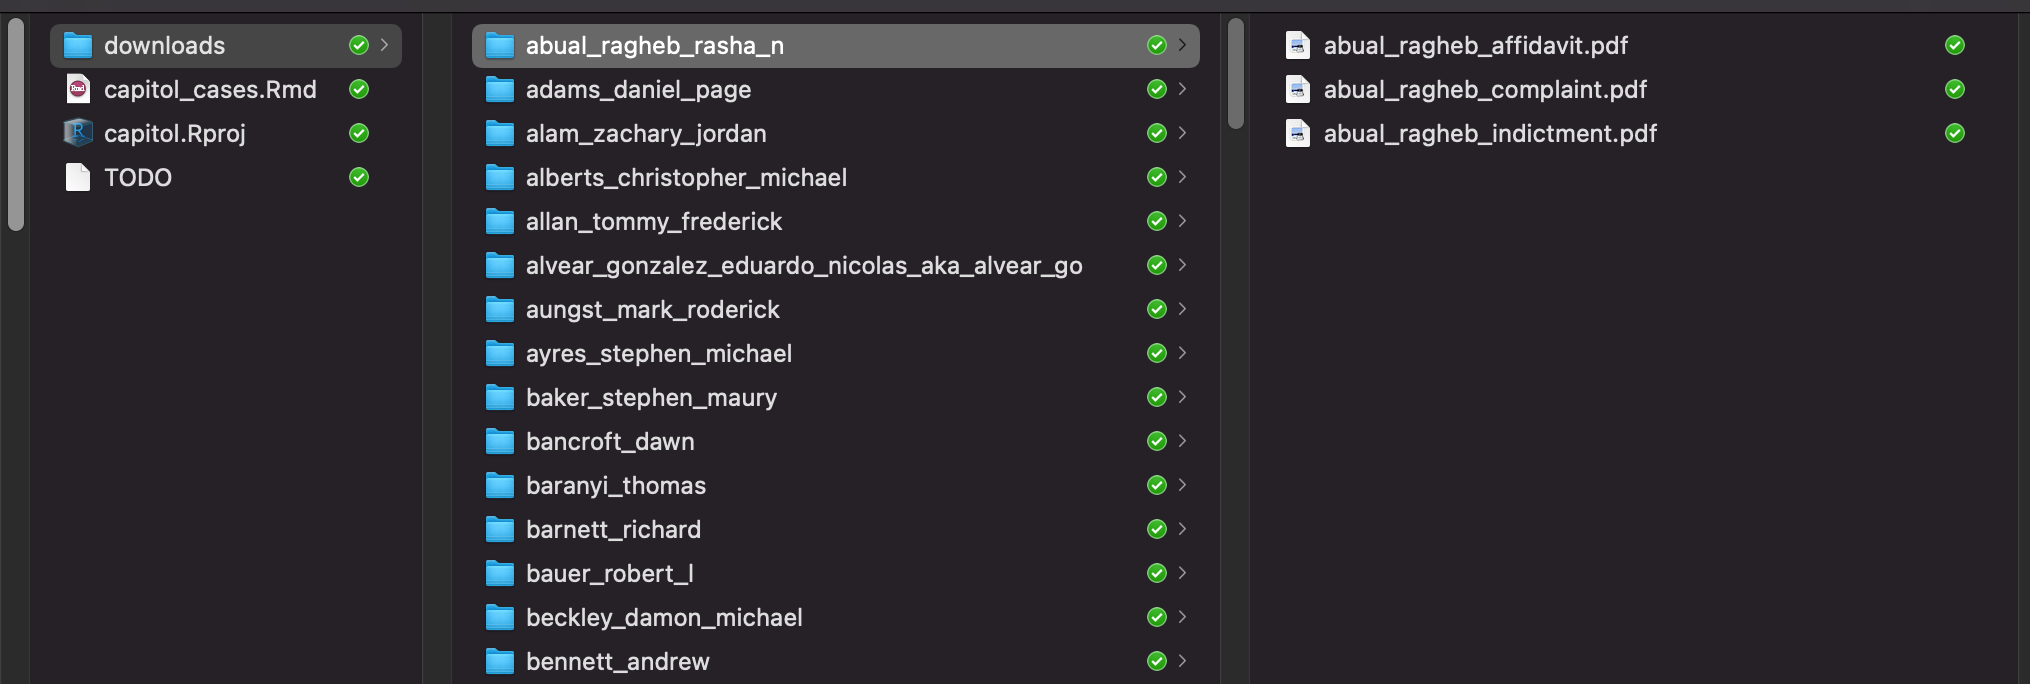 downloads
capitol_cases.Rmd
capitol.Rproj
TODO
abual_ragheb_rasha_n
adams_daniel_page
alam_zachary_jordan
alberts_christopher_michael
allan_tommy_frederick
alvear_gonzalez_eduardo_nicolas_aka_alvear_go
aungst_mark_roderick
ayres_stephen_michael
baker_stephen_maury
bancroft_dawn
baranyi_thomas
barnett_richard
bauer_robert_l
beckley_damon_michael
bennett_andrew
abual_ragheb_affidavit.pdf
abual_ragheb_complaint.pdf
abual_ragheb_indictment.pdf